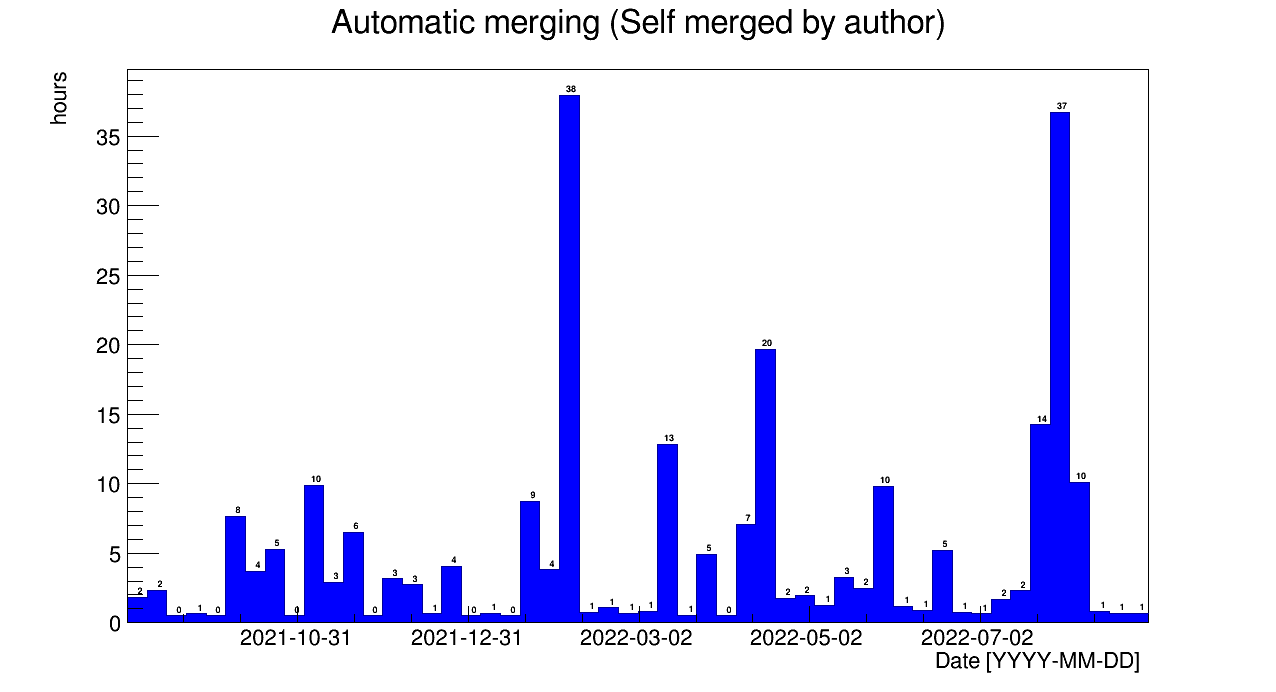 Automatic merging (Self merged by author)
hours
35
30
25
20
15
10
5
0
2 2 0 1 0 8 4 5 0 10 3 6 0 3 3 1 4 0 1 0 9 4 38 1 1 1 1 13 1 5 0 7 20 2 2 1 3 2 10 1 1 5 1 1 2 2 14 37 10 1 1 1
2021-10-31 2021-12-31 2022-03-02 2022-05-02 2022-07-02
Date [YYYY-MM-DD]